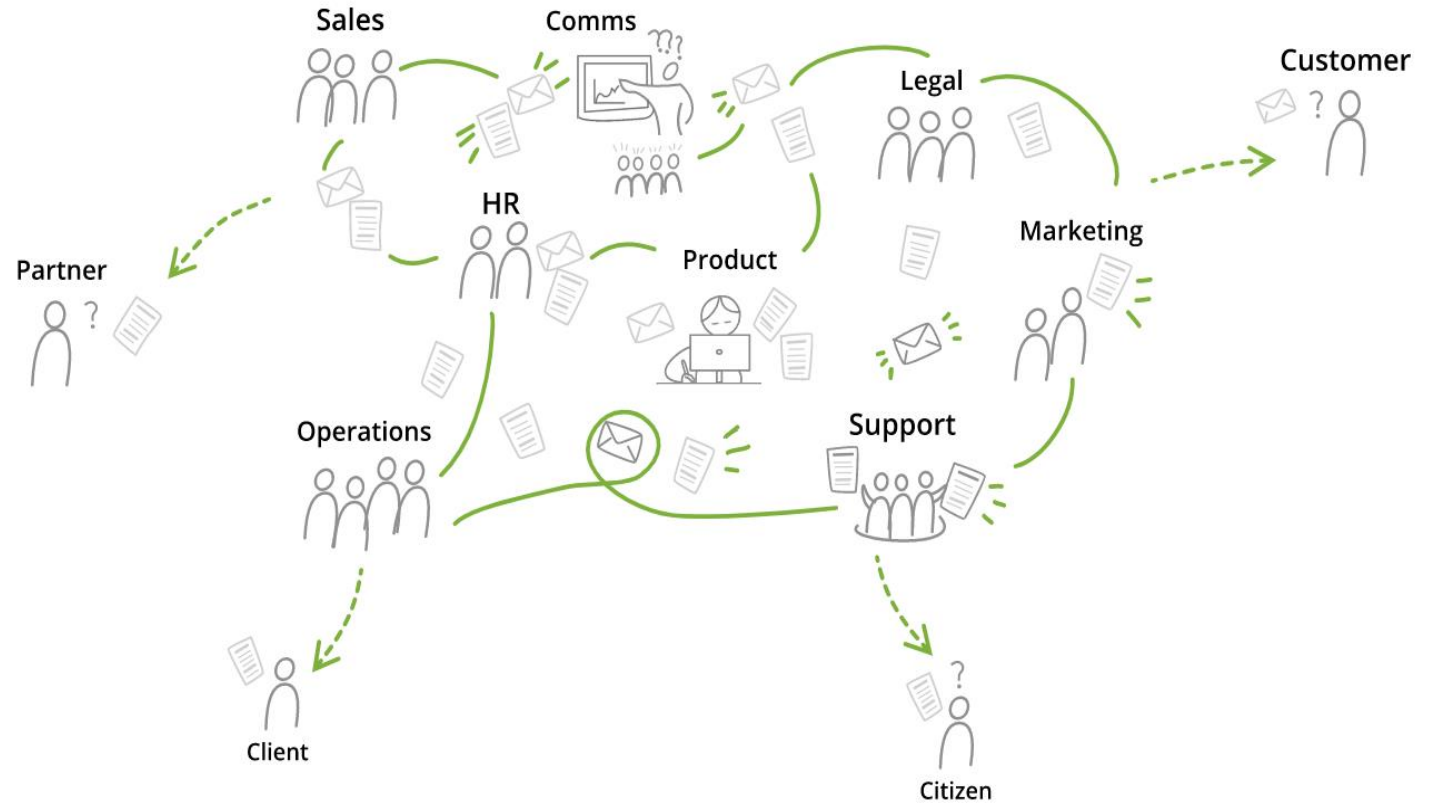 Sales
Comms
???
Customer
Legal
?
HR
Marketing
Product
Partner
?
Operations
Support
?
Client
Citizen